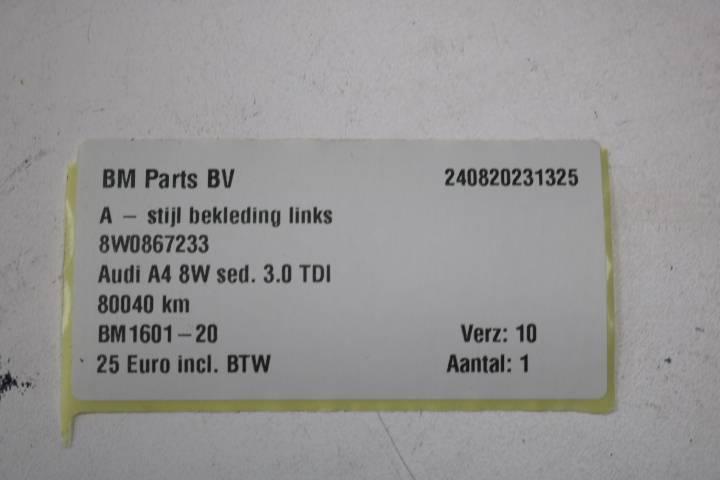 BM Parts BV 240820231325
A – stijl bekleding links
8W0867233
Audi A4 8W sed. 3.0 TDI
80040 km
BM1601–20 Verz: 10
25 Euro incl. BTW Aantal: 1